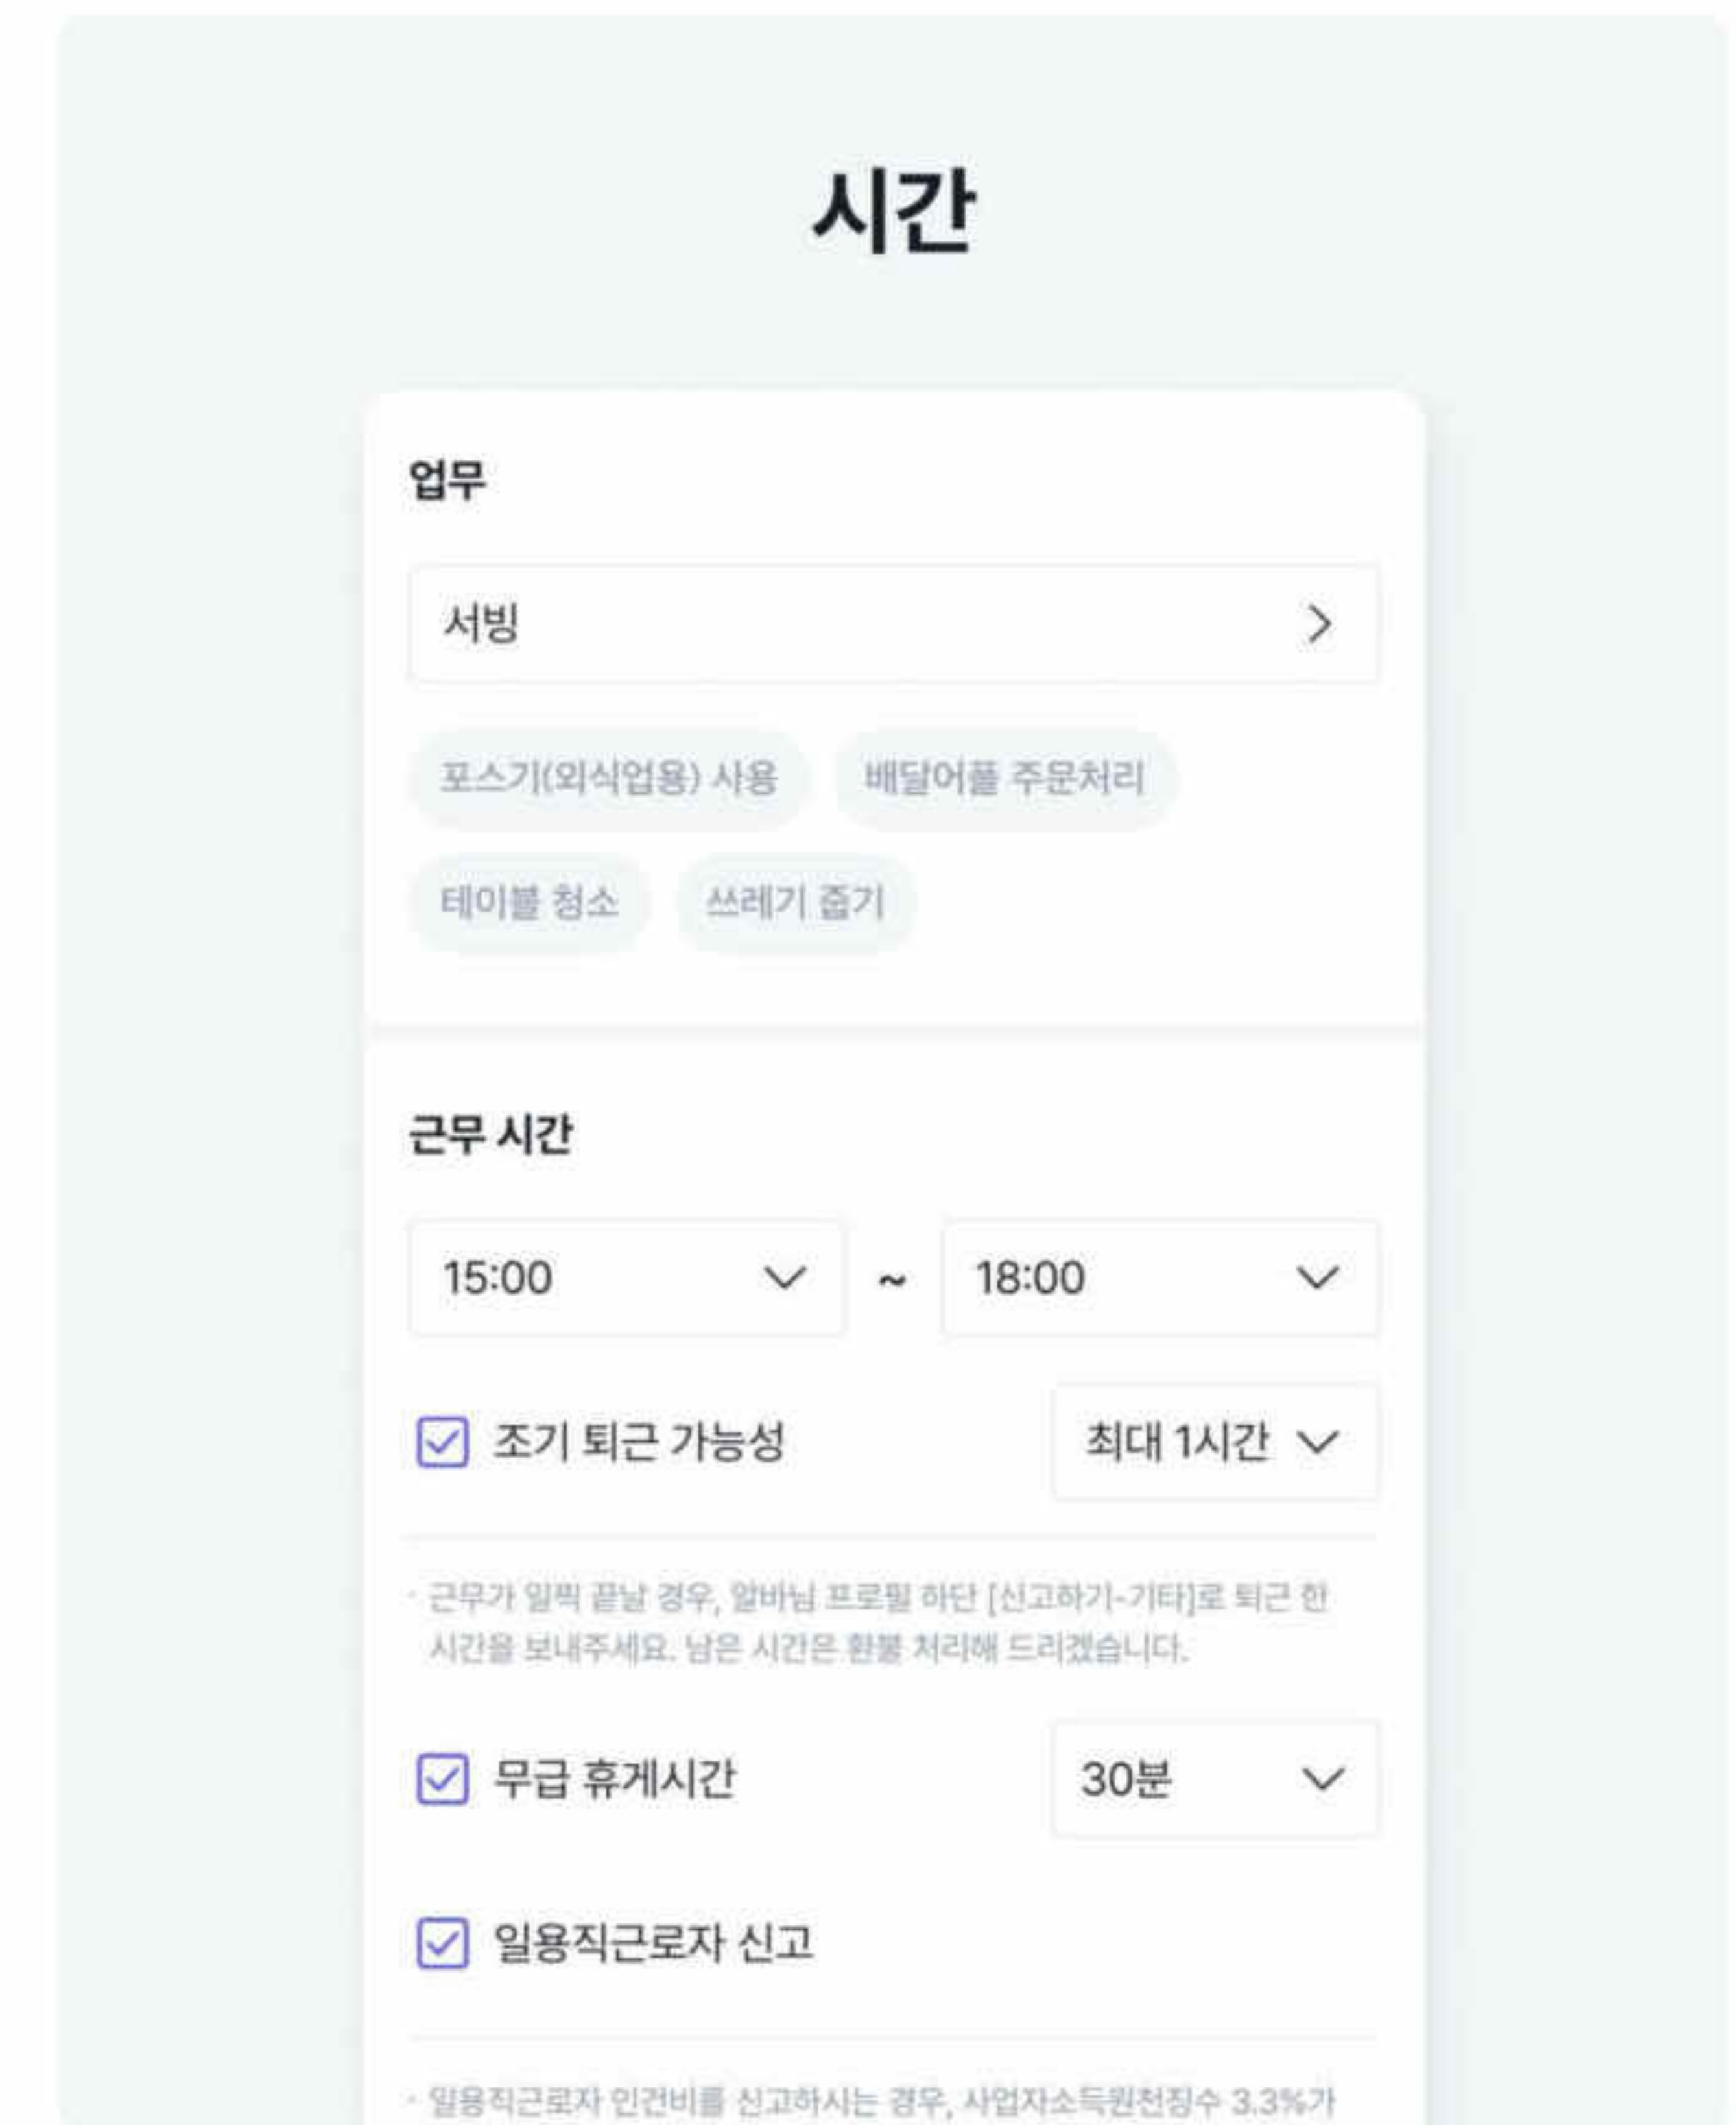 시간
업무
서빙
포스기(외식업용) 사용 배달어플 주문처리
테이블 청소 쓰레기 줍기
근무 시간
15:00 ~ 18:00
조기 퇴근 가능성 최대 1시간
· 근무가 일찍 끝날 경우, 알바님 프로필 하단 [신고하기-기타]로 퇴근 한
시간을 보내주세요. 남은 시간은 환불 처리해 드리겠습니다.
무급 휴게시간 30분
일용직근로자 신고
· 일용직근로자 인건비를 신고하시는 경우, 사업자소득원천징수 3.3%가